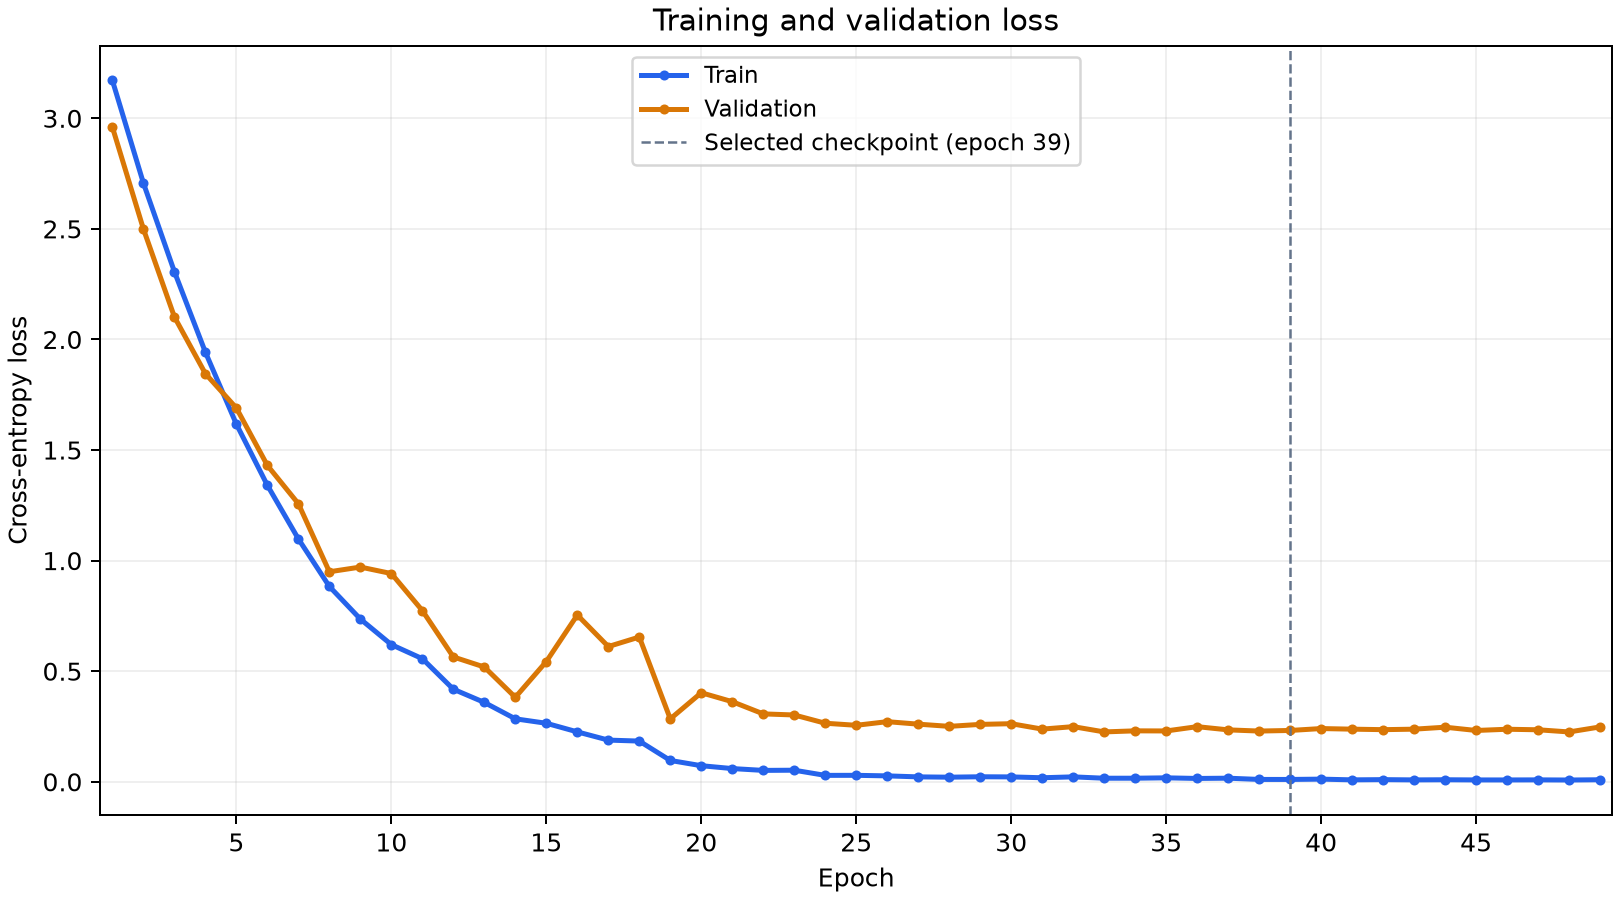 Training and validation loss
Train
Validation
Selected checkpoint (epoch 39)
Cross-entropy loss
3.0
2.5
2.0
1.5
1.0
0.5
0.0
5 10 15 20 25 30 35 40 45
Epoch